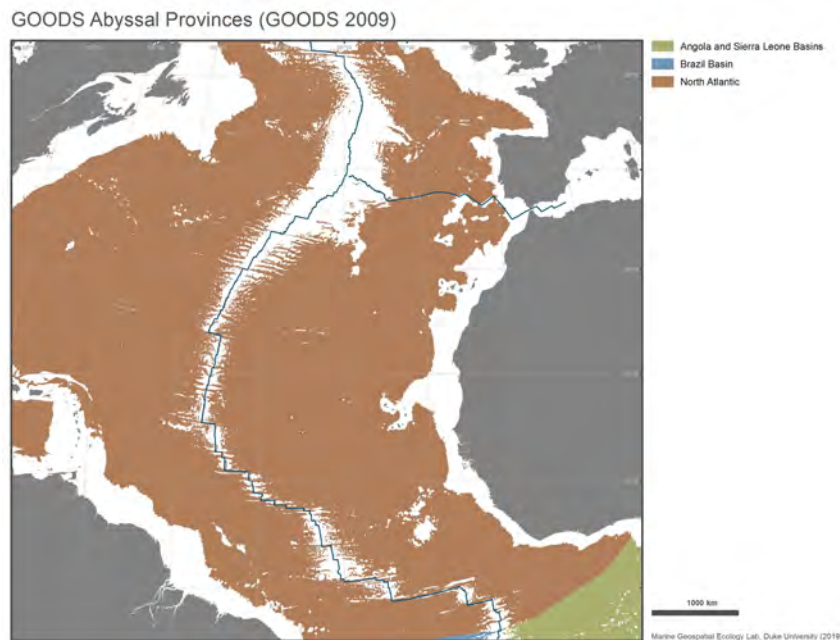 GOODS Abyssal Provinces (GOODS 2009)
Angola and Sierra Leone Basins
Brazil Basin
North Atlantic
1000 km
Marine Geospatial Ecology Lab, Duke University